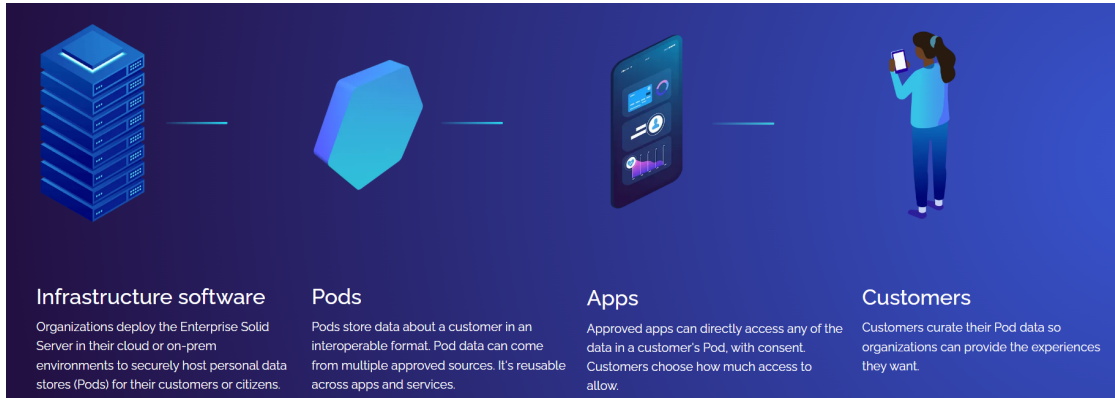 Infrastructure software
Organizations deploy the Enterprise Solid
Server in their cloud or on-prem
environments to securely host personal data
stores (Pods) for their customers or citizens.
Pods
Pods store data about a customer in an
interoperable format. Pod data can come
from multiple approved sources. It's reusable
across apps and services.
Apps
Approved apps can directly access any of the
data in a customer's Pod, with consent.
Customers choose how much access to
allow.
Customers
Customers curate their Pod data so
organizations can provide the experiences
they want.